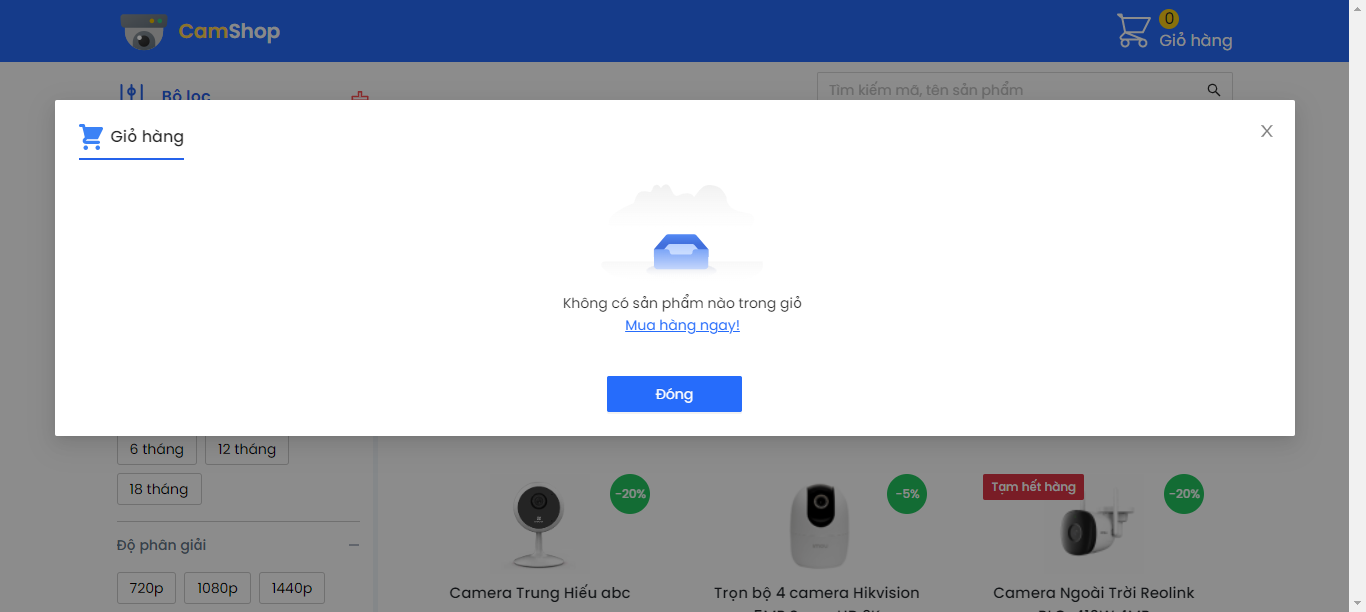 CamShop
0
Giỏ hàng
Bộ lọc
Tìm kiếm mã, tên sản phẩm
Giỏ hàng
X
Không có sản phẩm nào trong giỏ
Mua hàng ngay!
Đóng
6 tháng
12 tháng
18 tháng
Độ phân giải
720p
1080p
1440p
-20%
Camera Trung Hiếu abc
-5%
Trọn bộ 4 camera Hikvision
Tạm hết hàng
-20%
Camera Ngoài Trời Reolink